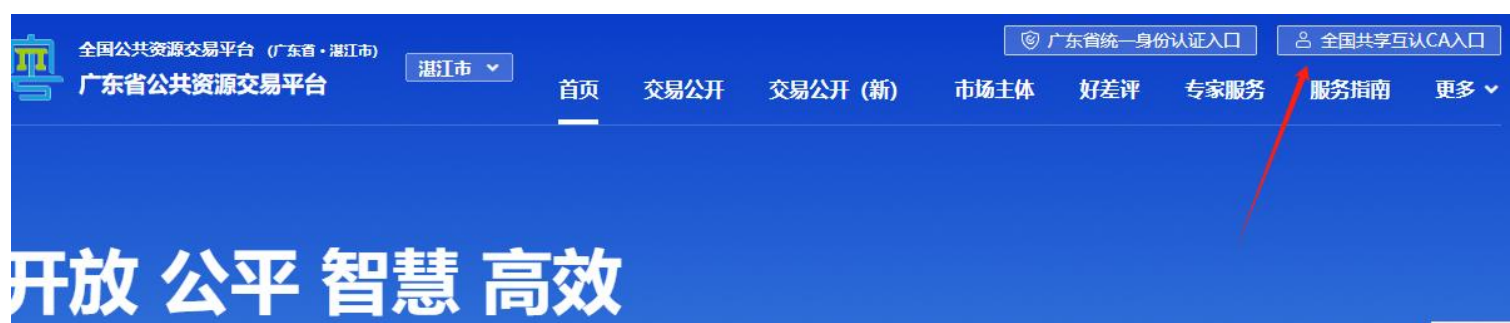 全国公共资源交易平台 (广东省·湛江市)
广东省公共资源交易平台
湛江市
广东省统一身份认证入口
全国共享互认CA入口
首页 交易公开 交易公开 (新) 市场主体 好差评 专家服务 服务指南 更多
开放 公平 智慧 高效